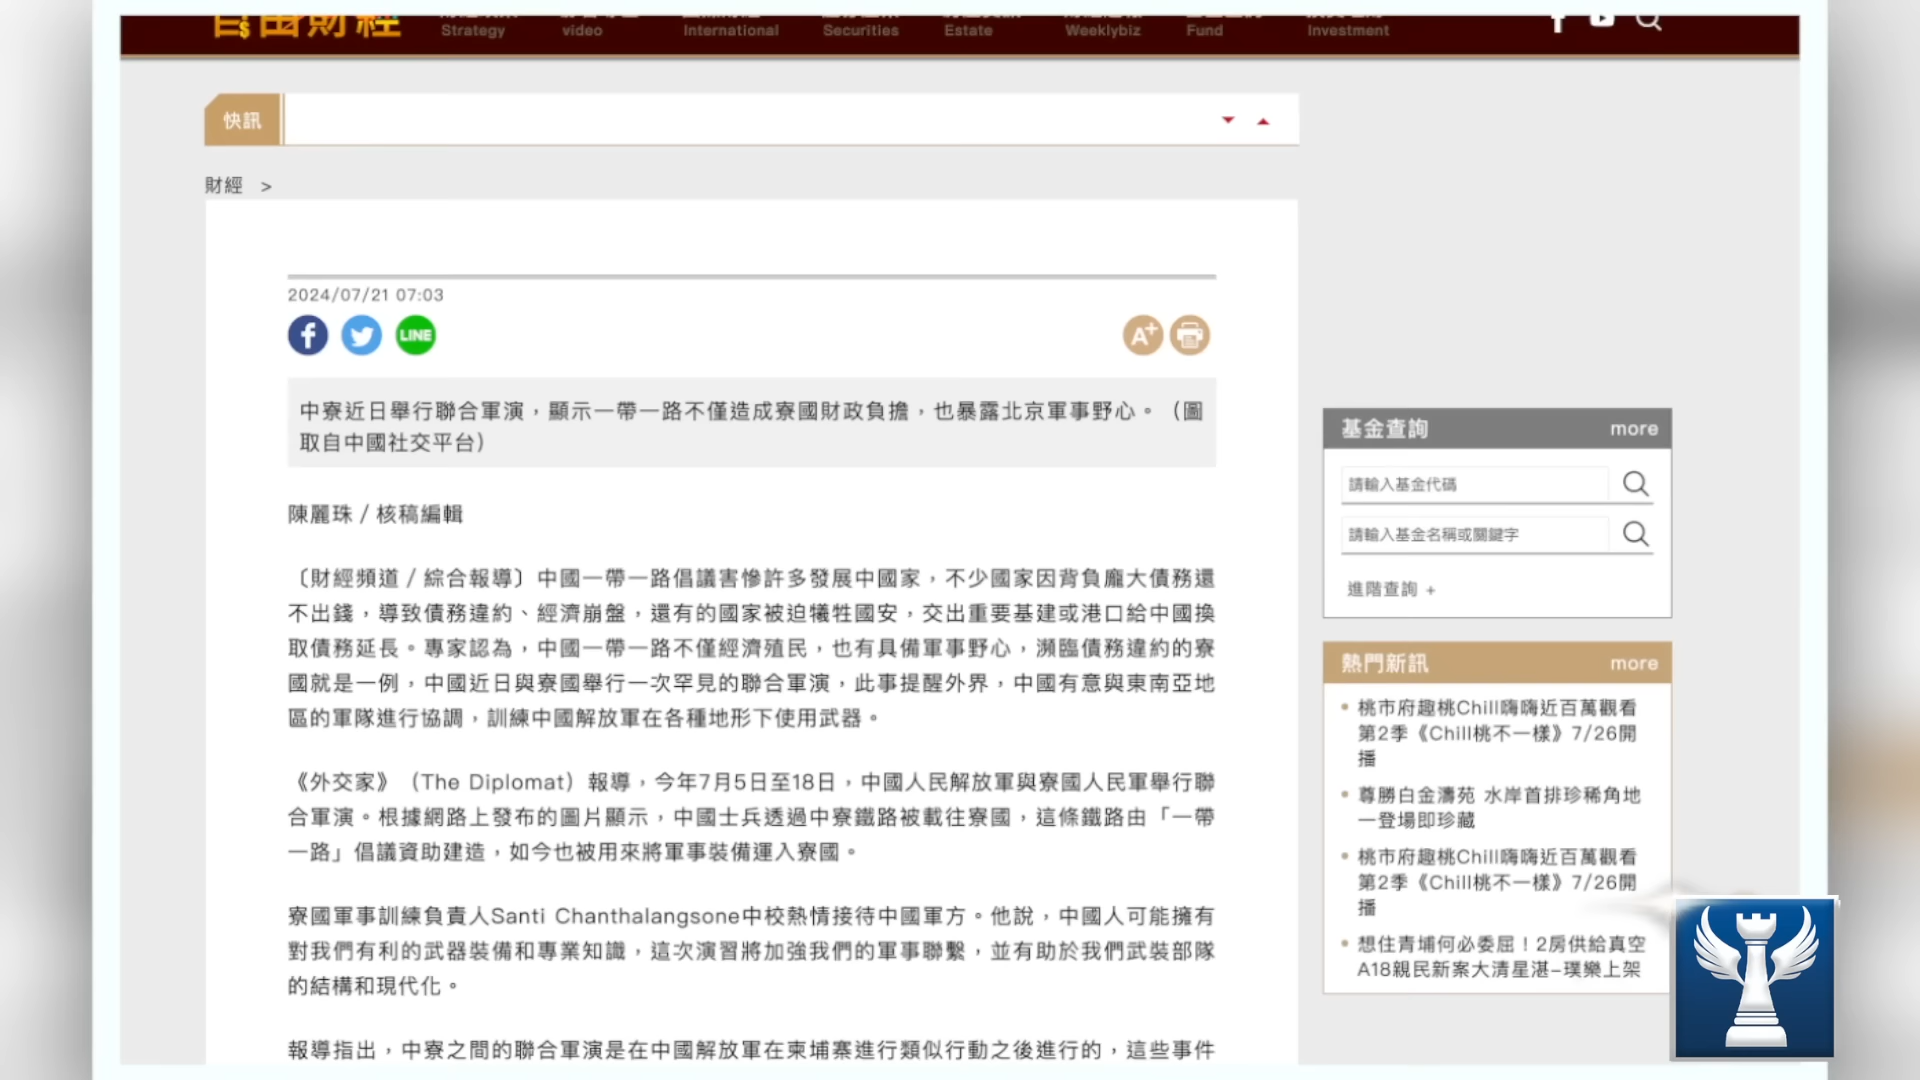 自由財經
Strategy
video
International
Securities
Estate
Weeklybiz
Fund
Investment
快訊
財經 >
2024/07/21 07:03
LINE
A+
中寮近日舉行聯合軍演，顯示一帶一路不僅造成寮國財政負擔，也暴露北京軍事野心。（圖
取自中國社交平台）
陳麗珠 / 核稿編輯
〔財經頻道 / 綜合報導〕中國一帶一路倡議害慘許多發展中國家，不少國家因背負龐大債務還
不出錢，導致債務違約、經濟崩盤，還有的國家被迫犧牲國安，交出重要基建或港口給中國換
取債務延長。專家認為，中國一帶一路不僅經濟殖民，也有具備軍事野心，瀕臨債務違約的寮
國就是一例，中國近日與寮國舉行一次罕見的聯合軍演，此事提醒外界，中國有意與東南亞地
區的軍隊進行協調，訓練中國解放軍在各種地形下使用武器。
《外交家》（The Diplomat）報導，今年7月5日至18日，中國人民解放軍與寮國人民軍舉行聯
合軍演。根據網路上發布的圖片顯示，中國士兵透過中寮鐵路被載往寮國，這條鐵路由「一帶
一路」倡議資助建造，如今也被用來將軍事裝備運入寮國。
寮國軍事訓練負責人Santi Chanthalangsone中校熱情接待中國軍方。他說，中國人可能擁有
對我們有利的武器裝備和專業知識，這次演習將加強我們的軍事聯繫，並有助於我們武裝部隊
的結構和現代化。
報導指出，中寮之間的聯合軍演是在中國解放軍在柬埔寨進行類似行動之後進行的，這些事件
基金查詢 more
請輸入基金代碼
請輸入基金名稱或關鍵字
進階查詢 +
熱門新訊 more
桃市府趣桃Chill嗨嗨近百萬觀看
第2季《Chill桃不一樣》7/26開
播
尊勝白金濤苑 水岸首排珍稀角地
一登場即珍藏
桃市府趣桃Chill嗨嗨近百萬觀看
第2季《Chill桃不一樣》7/26開
播
想住青埔何必委屈！2房供給真空
A18親民新案大清星湛–璞樂上架